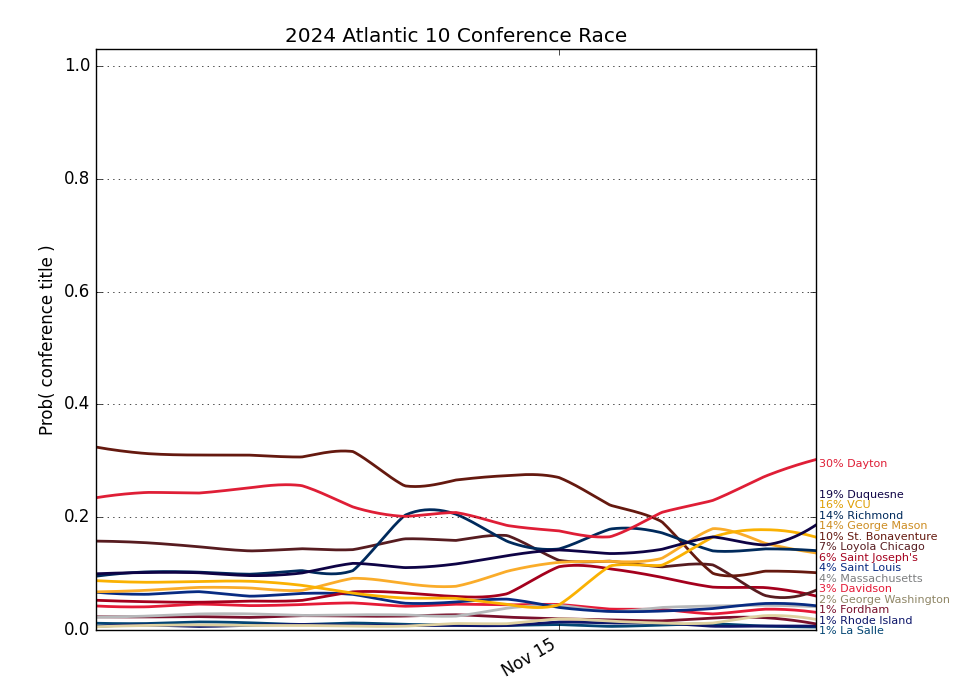 2024 Atlantic 10 Conference Race
Prob( conference title )
1.0
0.8
0.6
0.4
0.2
0.0
Nov 15
30% Dayton
19% Duquesne
16% VCU
14% Richmond
14% George Mason
10% St. Bonaventure
7% Loyola Chicago
6% Saint Joseph's
4% Saint Louis
4% Massachusetts
3% Davidson
2% George Washington
1% Fordham
1% Rhode Island
1% La Salle